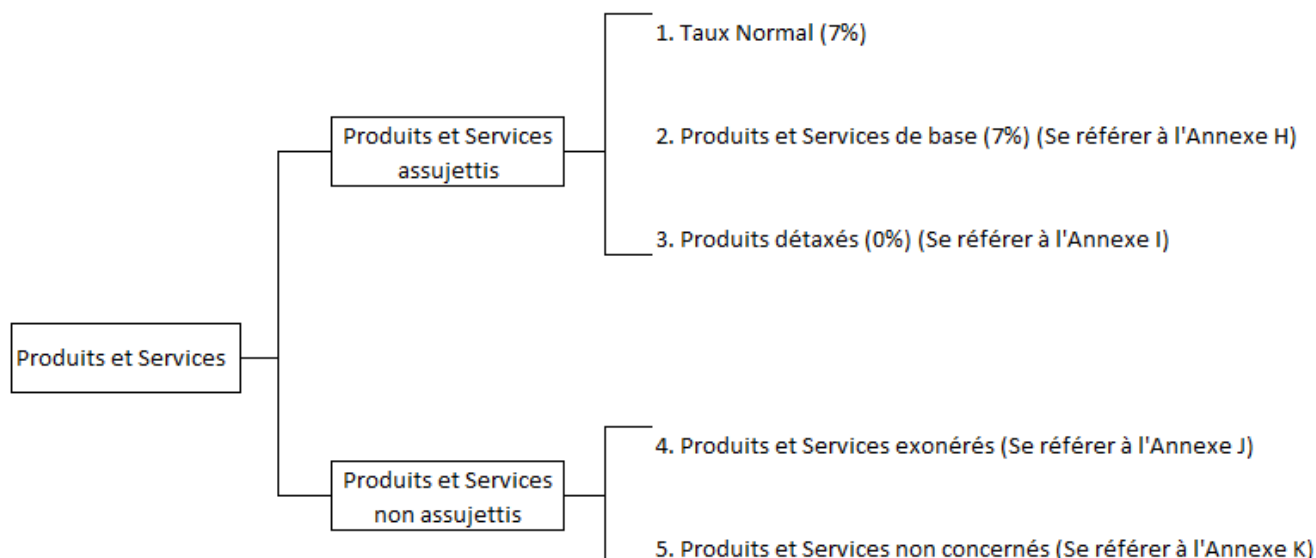 1. Taux Normal (7%)
Produits et Services
assujettis
2. Produits et Services de base (7%) (Se référer à l'Annexe H)
3. Produits détaxés (0%) (Se référer à l'Annexe I)
Produits et Services
4. Produits et Services exonérés (Se référer à l'Annexe J)
Produits et Services
non assujettis
5. Produits et Services non concernés (Se référer à l'Annexe K)